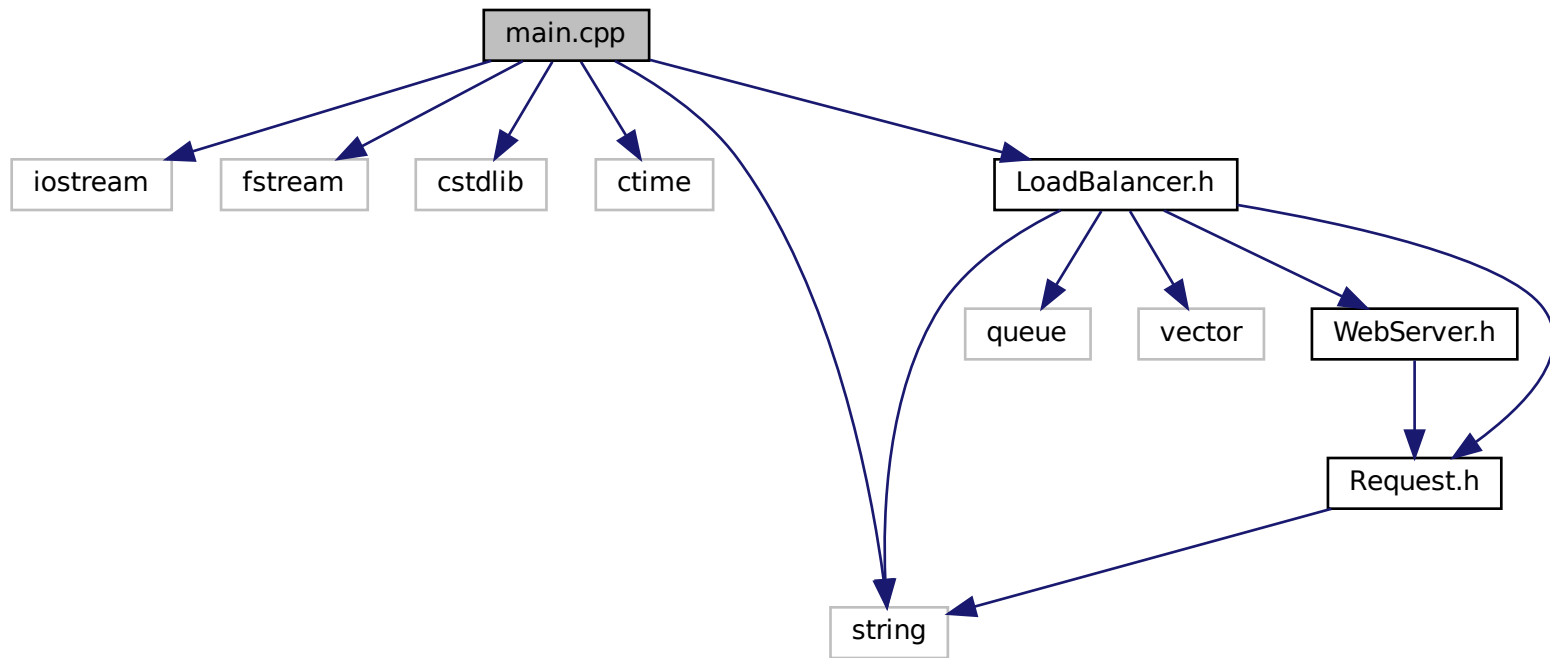 main.cpp
iostream
fstream
cstdlib
ctime
LoadBalancer.h
queue
vector
WebServer.h
Request.h
string